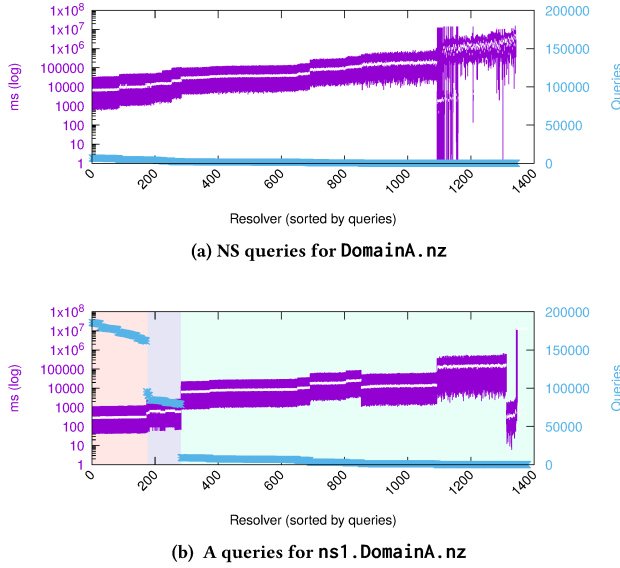 1x10^8
1x10^7
1x10^6
100000
10000
1000
100
10
1
ms (log)
200000
150000
100000
50000
0
Queries
0
200
400
600
800
1000
1200
1400
Resolver (sorted by queries)
(a) NS queries for DomainA.nz
1x10^8
1x10^7
1x10^6
100000
10000
1000
100
10
1
ms (log)
200000
150000
100000
50000
0
Queries
0
200
400
600
800
1000
1200
1400
Resolver (sorted by queries)
(b) A queries for ns1.DomainA.nz